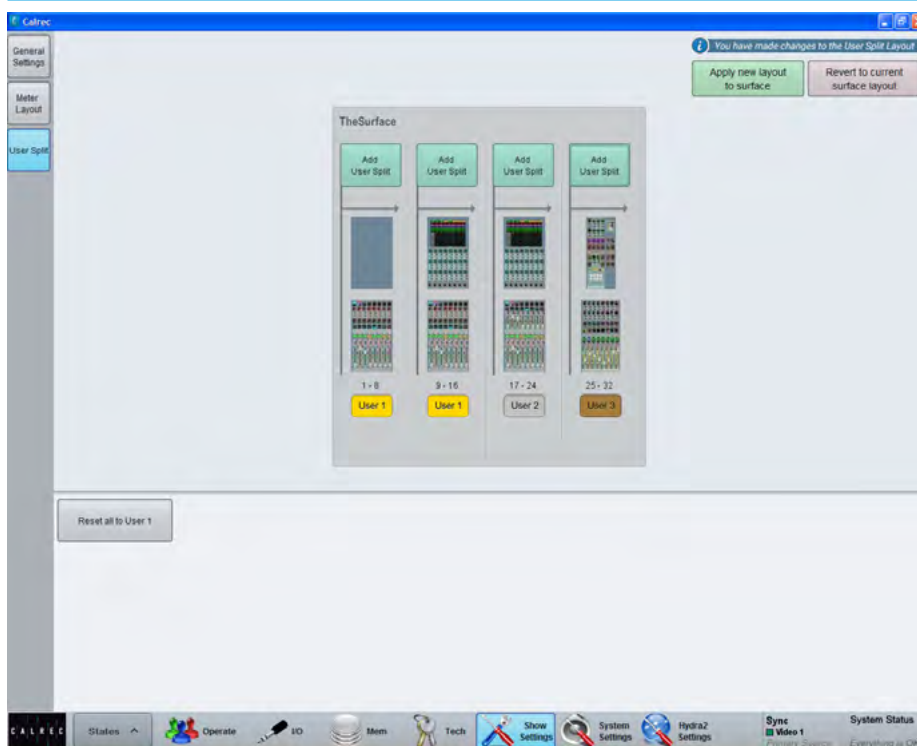 Calrec
General
Settings
Meter
Layout
User Split
You have made changes to the User Split Layout
Apply new layout
to surface
Revert to current
surface layout
TheSurface
Add
User Split
Add
User Split
Add
User Split
Add
User Split
1 - 8
9 - 16
17 - 24
25 - 32
User 1
User 1
User 2
User 3
Reset all to User 1
CALREC
States
Operate
I/O
Mem
Tech
Show
Settings
System
Settings
Hydra2
Settings
Sync
Video 1
System Status